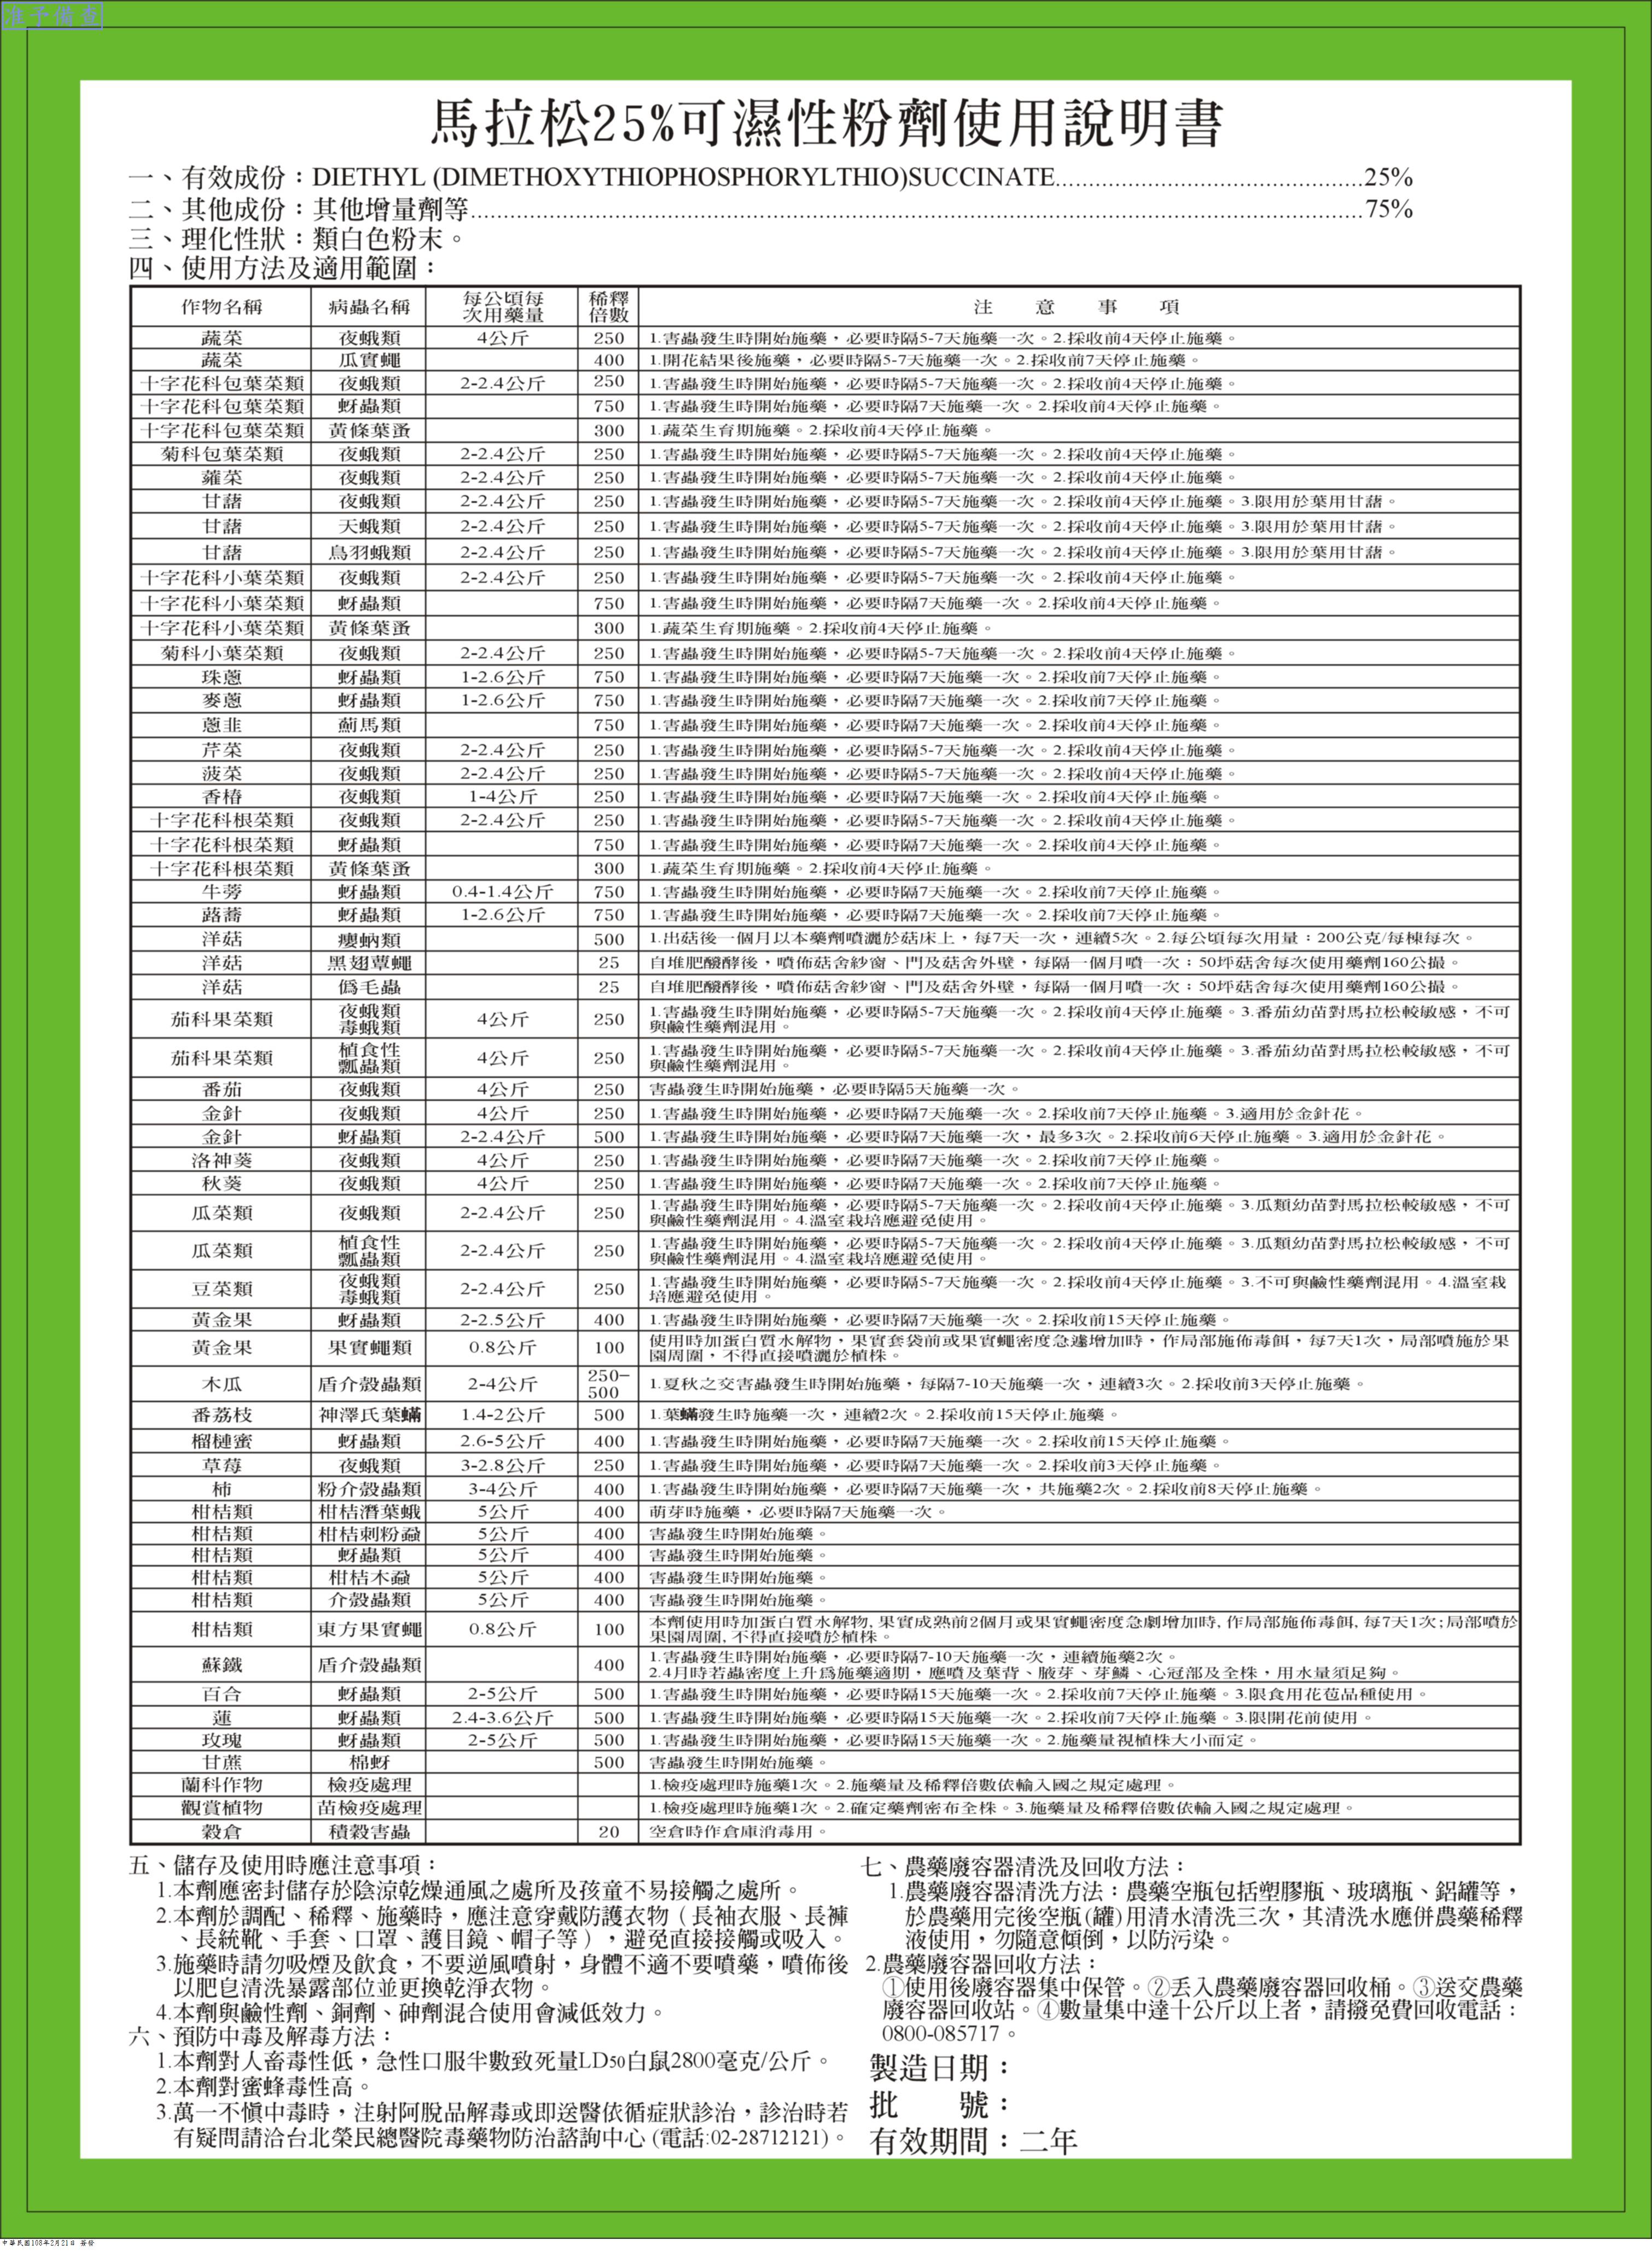 准予備查
馬拉松25%可濕性粉劑使用說明書
一、有效成份：DIETHYL (DIMETHOXYTHIOPHOSPHORYLTHIO)SUCCINATE...............................................25%
二、其他成份：其他增量劑等........................................................................................................................75%
三、理化性狀：類白色粉末。
四、使用方法及適用範圍：
作物名稱 病蟲名稱 每公頃每次用藥量 稀釋倍數 注意事項
蔬菜 夜蛾類 4公斤 250 1.害蟲發生時開始施藥，必要時隔5-7天施藥一次。2.採收前4天停止施藥。
蔬菜 瓜實蠅 400 1.開花結果後施藥，必要時隔5-7天施藥一次。2.採收前7天停止施藥。
十字花科包葉菜類 夜蛾類 2-2.4公斤 250 1.害蟲發生時開始施藥，必要時隔5-7天施藥一次。2.採收前4天停止施藥。
十字花科包葉菜類 蚜蟲類 750 1.害蟲發生時開始施藥，必要時隔7天施藥一次。2.採收前4天停止施藥。
十字花科包葉菜類 黃條葉蚤 300 1.蔬菜生育期施藥。2.採收前4天停止施藥。
菊科包葉菜類 夜蛾類 2-2.4公斤 250 1.害蟲發生時開始施藥，必要時隔5-7天施藥一次。2.採收前4天停止施藥。
蕹菜 夜蛾類 2-2.4公斤 250 1.害蟲發生時開始施藥，必要時隔5-7天施藥一次。2.採收前4天停止施藥。
甘藷 夜蛾類 2-2.4公斤 250 1.害蟲發生時開始施藥，必要時隔5-7天施藥一次。2.採收前4天停止施藥。3.限用於葉用甘藷。
甘藷 天蛾類 2-2.4公斤 250 1.害蟲發生時開始施藥，必要時隔5-7天施藥一次。2.採收前4天停止施藥。3.限用於葉用甘藷。
甘藷 鳥羽蛾類 2-2.4公斤 250 1.害蟲發生時開始施藥，必要時隔5-7天施藥一次。2.採收前4天停止施藥。3.限用於葉用甘藷。
十字花科小葉菜類 夜蛾類 2-2.4公斤 250 1.害蟲發生時開始施藥，必要時隔5-7天施藥一次。2.採收前4天停止施藥。
十字花科小葉菜類 蚜蟲類 750 1.害蟲發生時開始施藥，必要時隔7天施藥一次。2.採收前4天停止施藥。
十字花科小葉菜類 黃條葉蚤 300 1.蔬菜生育期施藥。2.採收前4天停止施藥。
菊科小葉菜類 夜蛾類 2-2.4公斤 250 1.害蟲發生時開始施藥，必要時隔5-7天施藥一次。2.採收前4天停止施藥。
珠蔥 蚜蟲類 1-2.6公斤 750 1.害蟲發生時開始施藥，必要時隔7天施藥一次。2.採收前7天停止施藥。
麥蔥 蚜蟲類 1-2.6公斤 750 1.害蟲發生時開始施藥，必要時隔7天施藥一次。2.採收前7天停止施藥。
蔥韭 薊馬類 750 1.害蟲發生時開始施藥，必要時隔7天施藥一次。2.採收前4天停止施藥。
芹菜 夜蛾類 2-2.4公斤 250 1.害蟲發生時開始施藥，必要時隔5-7天施藥一次。2.採收前4天停止施藥。
菠菜 夜蛾類 2-2.4公斤 250 1.害蟲發生時開始施藥，必要時隔5-7天施藥一次。2.採收前4天停止施藥。
香椿 夜蛾類 1-4公斤 250 1.害蟲發生時開始施藥，必要時隔7天施藥一次。2.採收前4天停止施藥。
十字花科根菜類 夜蛾類 2-2.4公斤 250 1.害蟲發生時開始施藥，必要時隔5-7天施藥一次。2.採收前4天停止施藥。
十字花科根菜類 蚜蟲類 750 1.害蟲發生時開始施藥，必要時隔7天施藥一次。2.採收前4天停止施藥。
十字花科根菜類 黃條葉蚤 300 1.蔬菜生育期施藥。2.採收前4天停止施藥。
牛蒡 蚜蟲類 0.4-1.4公斤 750 1.害蟲發生時開始施藥，必要時隔7天施藥一次。2.採收前7天停止施藥。
蕗蕎 蚜蟲類 1-2.6公斤 750 1.害蟲發生時開始施藥，必要時隔7天施藥一次。2.採收前7天停止施藥。
洋菇 癭蚋類 500 1.出菇後一個月以本藥劑噴灑於菇床上，每7天一次，連續5次。2.每公頃每次用量：200公克/每棟每次。
洋菇 黑翅蕈蠅 25 自堆肥醱酵後，噴佈菇舍紗窗、門及菇舍外壁，每隔一個月噴一次；50坪菇舍每次使用藥劑160公撮。
洋菇 偽毛蟲 25 自堆肥醱酵後，噴佈菇舍紗窗、門及菇舍外壁，每隔一個月噴一次；50坪菇舍每次使用藥劑160公撮。
茄科果菜類 夜蛾類毒蛾類 4公斤 250 1.害蟲發生時開始施藥，必要時隔5-7天施藥一次。2.採收前4天停止施藥。3.番茄幼苗對馬拉松較敏感，不可
與鹼性藥劑混用。
茄科果菜類 植食性瓢蟲類 4公斤 250 1.害蟲發生時開始施藥，必要時隔5-7天施藥一次。2.採收前4天停止施藥。3.番茄幼苗對馬拉松較敏感，不可
與鹼性藥劑混用。
番茄 夜蛾類 4公斤 250 害蟲發生時開始施藥，必要時隔5天施藥一次。
金針 夜蛾類 4公斤 250 1.害蟲發生時開始施藥，必要時隔7天施藥一次。2.採收前7天停止施藥。3.適用於金針花。
金針 蚜蟲類 2-2.4公斤 500 1.害蟲發生時開始施藥，必要時隔7天施藥一次，最多3次。2.採收前6天停止施藥。3.適用於金針花。
洛神葵 夜蛾類 4公斤 250 1.害蟲發生時開始施藥，必要時隔7天施藥一次。2.採收前7天停止施藥。
秋葵 夜蛾類 4公斤 250 1.害蟲發生時開始施藥，必要時隔7天施藥一次。2.採收前7天停止施藥。
瓜菜類 夜蛾類 2-2.4公斤 250 1.害蟲發生時開始施藥，必要時隔5-7天施藥一次。2.採收前4天停止施藥。3.瓜類幼苗對馬拉松較敏感，不可
與鹼性藥劑混用。4.溫室栽培應避免使用。
瓜菜類 植食性瓢蟲類 2-2.4公斤 250 1.害蟲發生時開始施藥，必要時隔5-7天施藥一次。2.採收前4天停止施藥。3.瓜類幼苗對馬拉松較敏感，不可
與鹼性藥劑混用。4.溫室栽培應避免使用。
豆菜類 夜蛾類毒蛾類 2-2.4公斤 250 1.害蟲發生時開始施藥，必要時隔5-7天施藥一次。2.採收前4天停止施藥。3.不可與鹼性藥劑混用。4.溫室栽
培應避免使用。
黃金果 蚜蟲類 2-2.5公斤 400 1.害蟲發生時開始施藥，必要時隔7天施藥一次。2.採收前15天停止施藥。
黃金果 果實蠅類 0.8公斤 100 使用時加蛋白質水解物，果實套袋前或果實蠅密度急遽增加時，作局部施佈毒餌，每7天1次，局部噴施於果
園周圍，不得直接噴灑於植株。
木瓜 盾介殼蟲類 2-4公斤 250-500 1.夏秋之交害蟲發生時開始施藥，每隔7-10天施藥一次，連續3次。2.採收前3天停止施藥。
番荔枝 神澤氏葉蟎 1.4-2公斤 500 1.葉蟎發生時施藥一次，連續2次。2.採收前15天停止施藥。
榴槤蜜 蚜蟲類 2.6-5公斤 400 1.害蟲發生時開始施藥，必要時隔7天施藥一次。2.採收前15天停止施藥。
草莓 夜蛾類 3-2.8公斤 250 1.害蟲發生時開始施藥，必要時隔7天施藥一次。2.採收前3天停止施藥。
柿 粉介殼蟲類 3-4公斤 400 1.害蟲發生時開始施藥，必要時隔7天施藥一次，共施藥2次。2.採收前8天停止施藥。
柑桔類 柑桔潛葉蛾 5公斤 400 萌芽時施藥，必要時隔7天施藥一次。
柑桔類 柑桔刺粉蝨 5公斤 400 害蟲發生時開始施藥。
柑桔類 蚜蟲類 5公斤 400 害蟲發生時開始施藥。
柑桔類 柑桔木蝨 5公斤 400 害蟲發生時開始施藥。
柑桔類 介殼蟲類 5公斤 400 害蟲發生時開始施藥。
柑桔類 東方果實蠅 0.8公斤 100 本劑使用時加蛋白質水解物,果實成熟前2個月或果實蠅密度急劇增加時,作局部施佈毒餌,每7天1次;局部噴於
果園周圍,不得直接噴於植株。
蘇鐵 盾介殼蟲類 400 1.害蟲發生時開始施藥，必要時隔7-10天施藥一次，連續施藥2次。
2.4月時若蟲密度上升為施藥適期，應噴及葉背、腋芽、芽鱗、心冠部及全株，用水量須足夠。
百合 蚜蟲類 2-5公斤 500 1.害蟲發生時開始施藥，必要時隔15天施藥一次。2.採收前7天停止施藥。3.限食用花苞品種使用。
蓮 蚜蟲類 2.4-3.6公斤 500 1.害蟲發生時開始施藥，必要時隔15天施藥一次。2.採收前7天停止施藥。3.限開花前使用。
玫瑰 蚜蟲類 2-5公斤 500 1.害蟲發生時開始施藥，必要時隔15天施藥一次。2.施藥量視植株大小而定。
甘蔗 棉蚜 500 害蟲發生時開始施藥。
蘭科作物 檢疫處理 1.檢疫處理時施藥1次。2.施藥量及稀釋倍數依輸入國之規定處理。
觀賞植物 苗檢疫處理 1.檢疫處理時施藥1次。2.確定藥劑密布全株。3.施藥量及稀釋倍數依輸入國之規定處理。
穀倉 積穀害蟲 20 空倉時作倉庫消毒用。
五、儲存及使用時應注意事項：
1.本劑應密封儲存於陰涼乾燥通風之處所及孩童不易接觸之處所。
2.本劑於調配、稀釋、施藥時，應注意穿戴防護衣物（長袖衣服、長褲
、長統靴、手套、口罩、護目鏡、帽子等），避免直接接觸或吸入。
3.施藥時請勿吸煙及飲食，不要逆風噴射，身體不適不要噴藥，噴佈後
以肥皂清洗暴露部位並更換乾淨衣物。
4.本劑與鹼性劑、銅劑、砷劑混合使用會減低效力。
六、預防中毒及解毒方法：
1.本劑對人畜毒性低，急性口服半數致死量LD50白鼠2800毫克/公斤。
2.本劑對蜜蜂毒性高。
3.萬一不慎中毒時，注射阿脫品解毒或即送醫依循症狀診治，診治時若
有疑問請洽台北榮民總醫院毒藥物防治諮詢中心 (電話:02-28712121)。
七、農藥廢容器清洗及回收方法：
1.農藥廢容器清洗方法：農藥空瓶包括塑膠瓶、玻璃瓶、鋁罐等，
於農藥用完後空瓶(罐)用清水清洗三次，其清洗水應併農藥稀釋
液使用，勿隨意傾倒，以防污染。
2.農藥廢容器回收方法：
①使用後廢容器集中保管。②丟入農藥廢容器回收桶。③送交農藥
廢容器回收站。④數量集中達十公斤以上者，請撥免費回收電話：
0800-085717。
製造日期：
批　　號：
有效期間：二年
中華民國108年2月21日 簽發